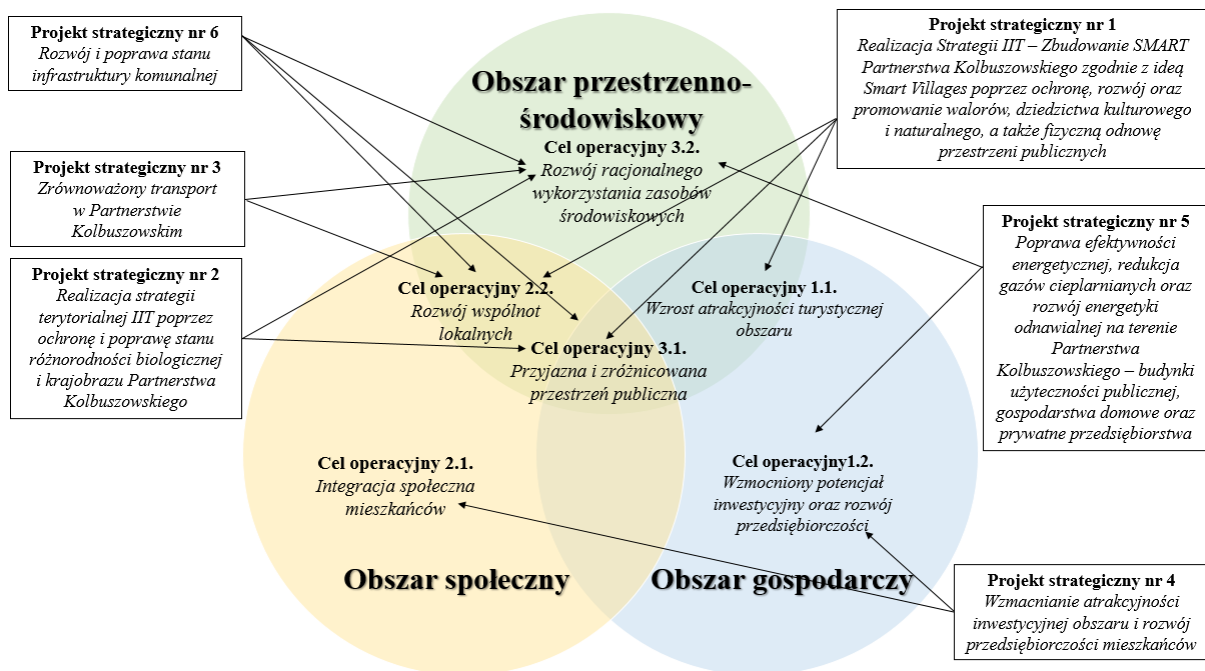 Projekt strategiczny nr 6
Rozwój i poprawa stanu
infrastruktury komunalnej
Projekt strategiczny nr 3
Zrównoważony transport
w Partnerstwie
Kolbuszowskim
Projekt strategiczny nr 2
Realizacja strategii
terytorialnej IIT poprzez
ochronę i poprawę stanu
różnorodności biologicznej
i krajobrazu Partnerstwa
Kolbuszowskiego
Obszar przestrzenno-
środowiskowy
Cel operacyjny 3.2.
Rozwój racjonalnego
wykorzystania zasobów
środowiskowych
Cel operacyjny 2.2.
Rozwój wspólnot
lokalnych
Cel operacyjny 1.1.
Wzrost atrakcyjności turystycznej
obszaru
Cel operacyjny 3.1.
Przyjazna i zróżnicowana
przestrzeń publiczna
Cel operacyjny 2.1.
Integracja społeczna
mieszkańców
Cel operacyjny1.2.
Wzmocniony potencjał
inwestycyjny oraz rozwój
przedsiębiorczości
Obszar społeczny
Obszar gospodarczy
Projekt strategiczny nr 1
Realizacja Strategii IIT – Zbudowanie SMART
Partnerstwa Kolbuszowskiego zgodnie z ideą
Smart Villages poprzez ochronę, rozwój oraz
promowanie walorów, dziedzictwa kulturowego
i naturalnego, a także fizyczną odnowę
przestrzeni publicznych
Projekt strategiczny nr 5
Poprawa efektywności
energetycznej, redukcja
gazów cieplarnianych oraz
rozwój energetyki
odnawialnej na terenie
Partnerstwa
Kolbuszowskiego – budynki
użyteczności publicznej,
gospodarstwa domowe oraz
prywatne przedsiębiorstwa
Projekt strategiczny nr 4
Wzmacnianie atrakcyjności
inwestycyjnej obszaru i rozwój
przedsiębiorczości mieszkańców